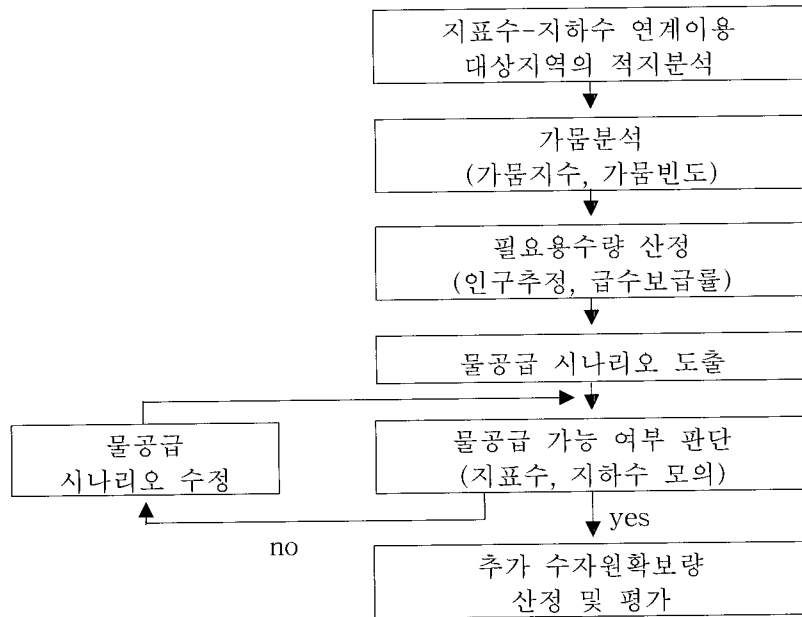 지표수-지하수 연계이용
대상지역의 적지분석
가뭄분석
(가뭄지수, 가뭄빈도)
필요용수량 산정
(인구추정, 급수보급률)
물공급 시나리오 도출
물공급
시나리오 수정
물공급 가능 여부 판단
(지표수, 지하수 모의)
no
yes
추가 수자원확보량
산정 및 평가